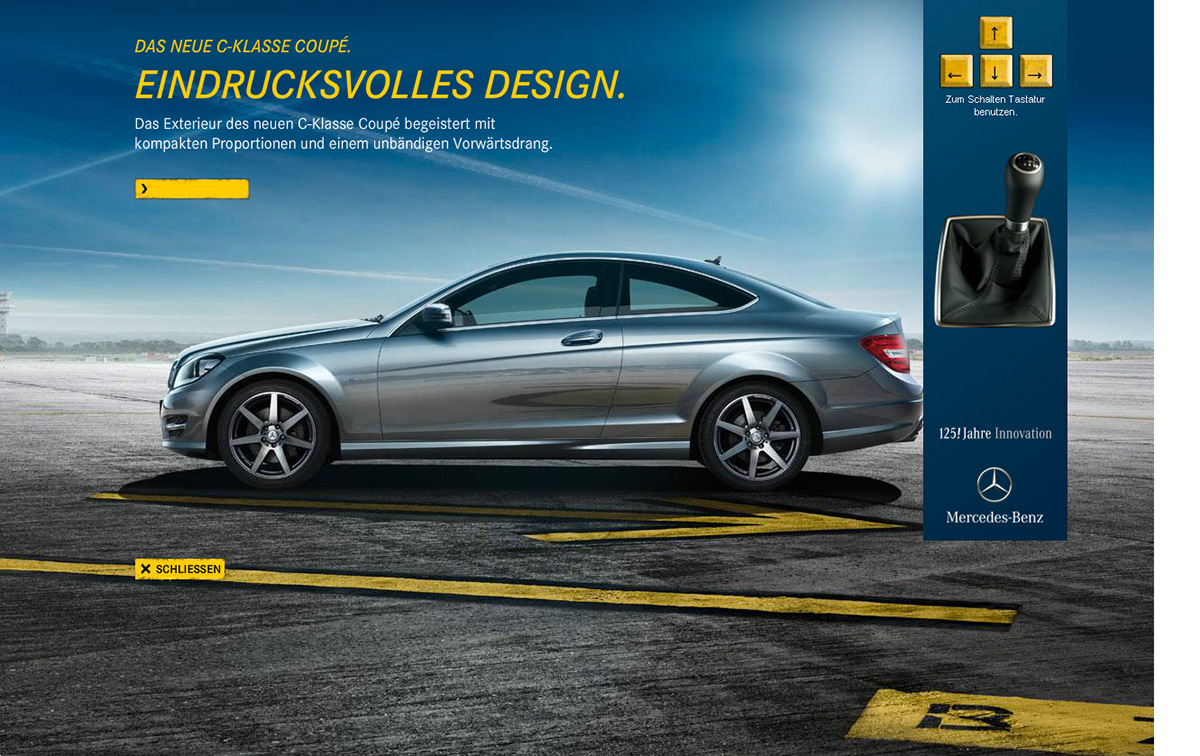 DAS NEUE C-KLASSE COUPÉ.
EINDRUCKSVOLLES DESIGN.
Das Exterieur des neuen C-Klasse Coupé begeistert mit
kompakten Proportionen und einem unbändigen Vorwärtsdrang.
SCHLIESSEN
Zum Schalten Tastatur
benutzen.
125! Jahre Innovation
Mercedes-Benz